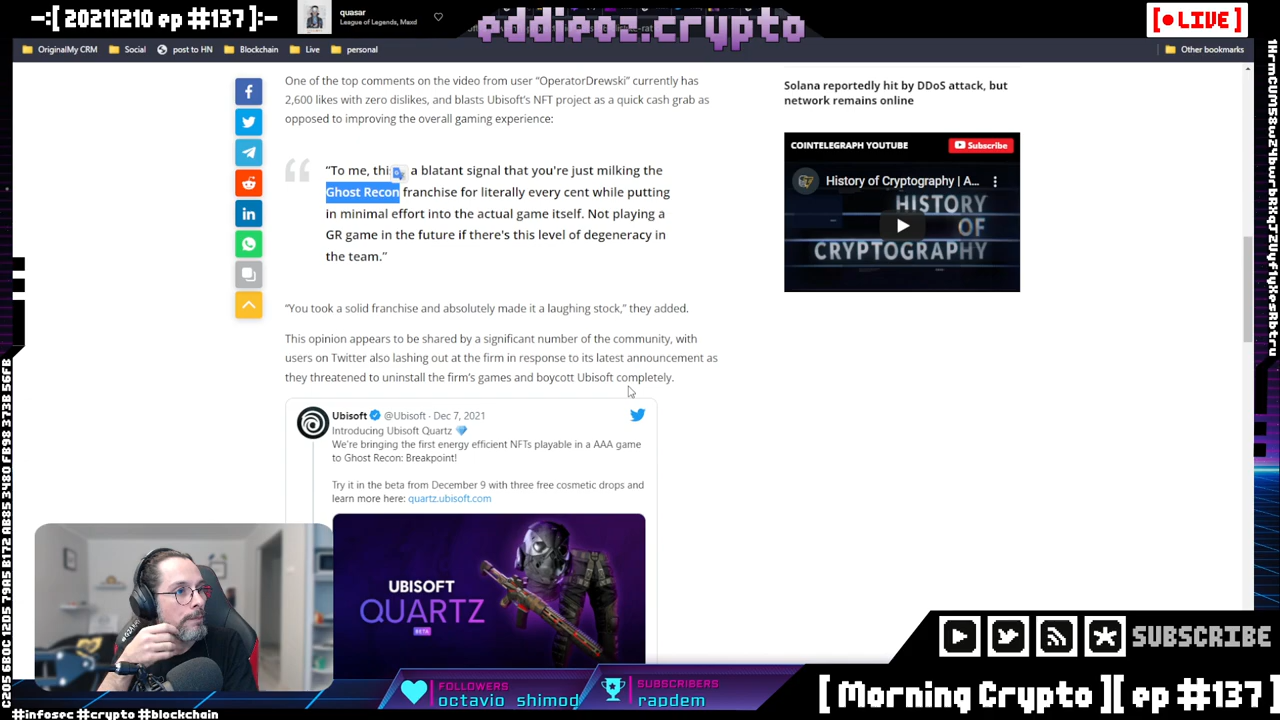 -:[ 20211210 ep #137]:-
quasar
League of Legends, Maxd
eddieoz.crypto
[ LIVE ]
OriginalMy CRM
Social
post to HN
Blockchain
Live
personal
Other bookmarks
One of the top comments on the video from user “OperatorDrewski” currently has
2,600 likes with zero dislikes, and blasts Ubisoft’s NFT project as a quick cash grab as
opposed to improving the overall gaming experience:
“To me, thi a blatant signal that you're just milking the
Ghost Recon franchise for literally every cent while putting
in minimal effort into the actual game itself. Not playing a
GR game in the future if there's this level of degeneracy in
the team.”
“You took a solid franchise and absolutely made it a laughing stock,” they added.
This opinion appears to be shared by a significant number of the community, with
users on Twitter also lashing out at the firm in response to its latest announcement as
they threatened to uninstall the firm’s games and boycott Ubisoft completely.
Ubisoft @Ubisoft · Dec 7, 2021
Introducing Ubisoft Quartz
We're bringing the first energy efficient NFTs playable in a AAA game
to Ghost Recon: Breakpoint!
Try it in the beta from December 9 with three free cosmetic drops and
learn more here: quartz.ubisoft.com
UBISOFT
QUARTZ
BETA
Solana reportedly hit by DDoS attack, but
network remains online
COINTELEGRAPH YOUTUBE
Subscribe
History of Cryptography | A...
HISTORY
OF
CRYPTOGRAPHY
SUBSCRIBE
FOLLOWERS
octavio_shimod
SUBSCRIBERS
rapdem
[ Morning Crypto ][ ep #137]
#infosec #crypto #blockchain